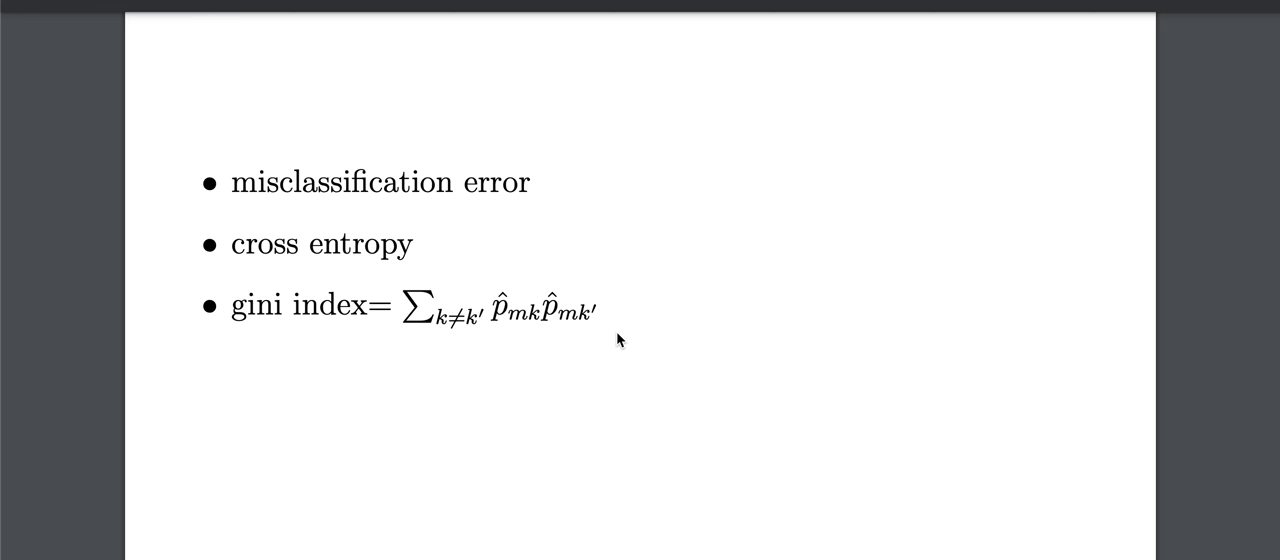 • misclassification error
• cross entropy
• gini index= ∑_{k≠k′} p̂_{mk}p̂_{mk′}